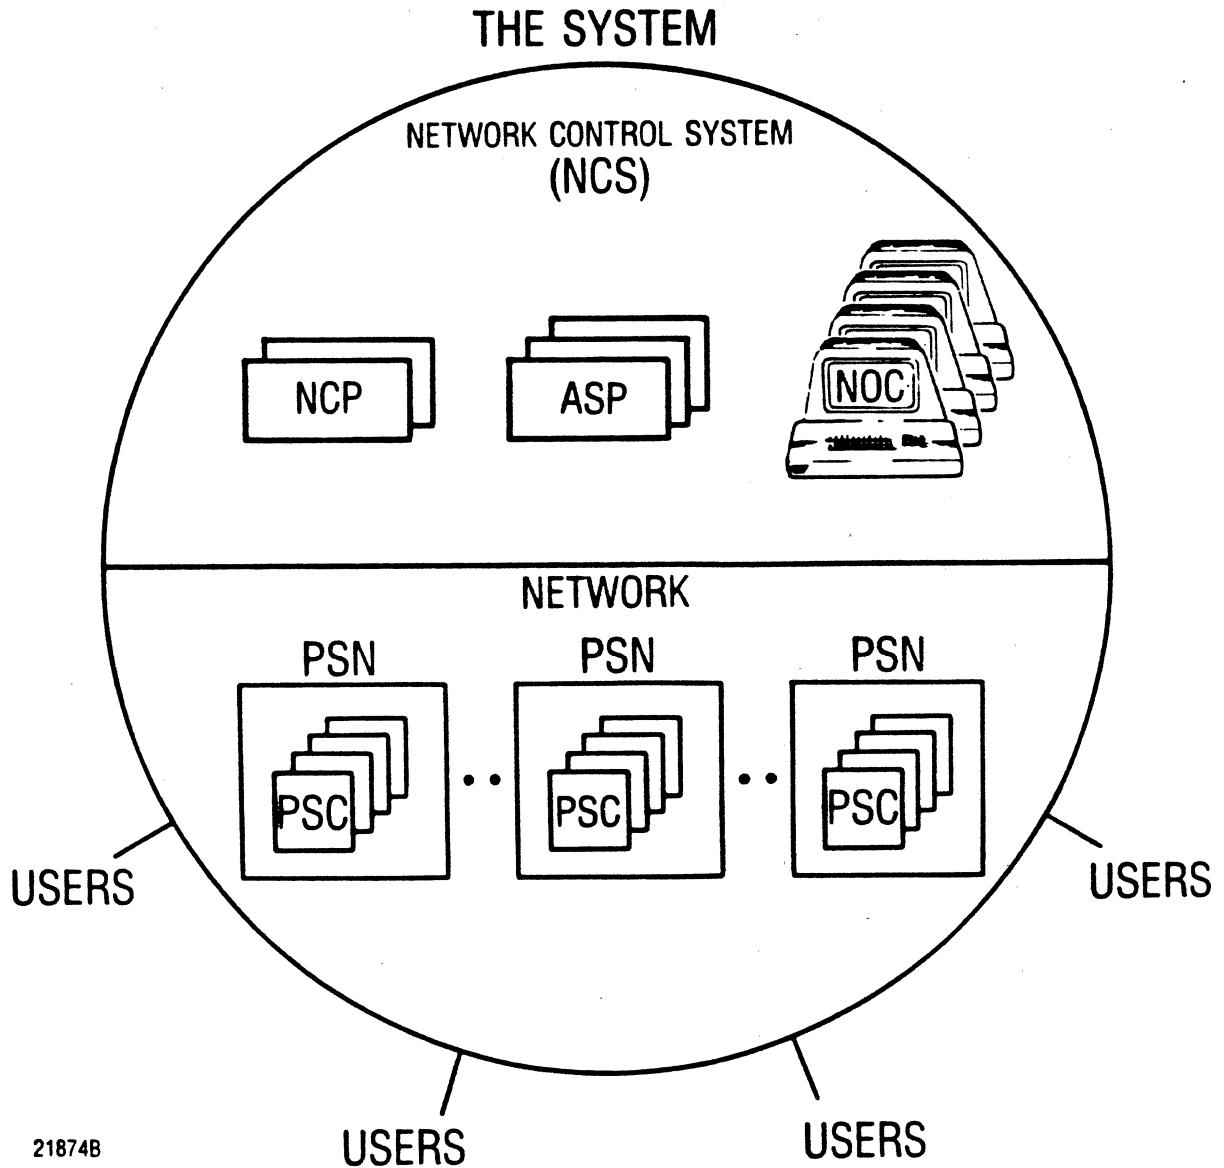 THE SYSTEM
NETWORK CONTROL SYSTEM
(NCS)
NCP
ASP
NOC
NETWORK
PSN
PSN
PSN
PSC
PSC
PSC
USERS
USERS
USERS
USERS
21874B